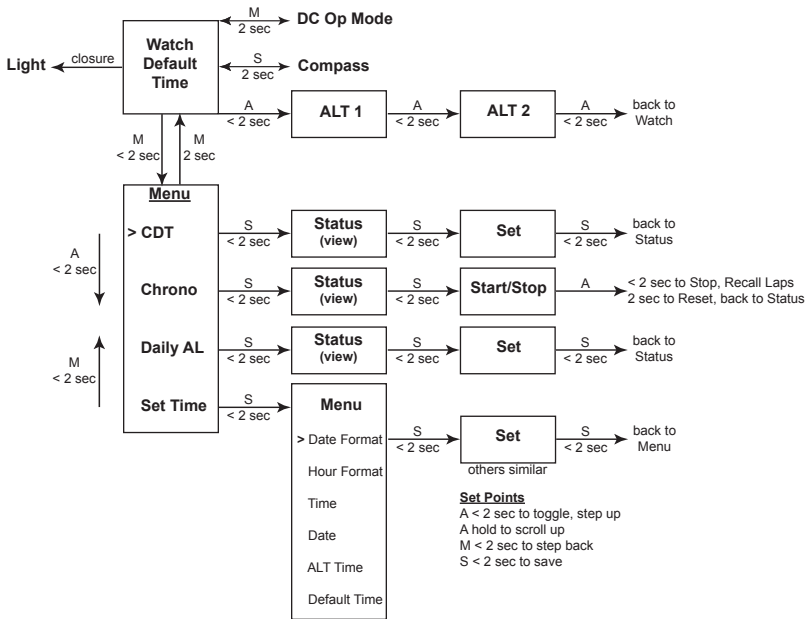 M
2 sec
DC Op Mode
Watch
Default
Time
Light
closure
S
2 sec
Compass
A
< 2 sec
ALT 1
A
< 2 sec
ALT 2
A
< 2 sec
back to
Watch
M
< 2 sec
M
2 sec
Menu
> CDT
S
< 2 sec
Status
(view)
S
< 2 sec
Set
S
< 2 sec
back to
Status
A
< 2 sec
Chrono
S
< 2 sec
Status
(view)
S
< 2 sec
Start/Stop
A
< 2 sec to Stop, Recall Laps
2 sec to Reset, back to Status
M
< 2 sec
Daily AL
S
< 2 sec
Status
(view)
S
< 2 sec
Set
S
< 2 sec
back to
Status
Set Time
S
< 2 sec
Menu
> Date Format
S
< 2 sec
Set
S
< 2 sec
back to
Menu
others similar
Hour Format
Time
Date
ALT Time
Default Time
Set Points
A < 2 sec to toggle, step up
A hold to scroll up
M < 2 sec to step back
S < 2 sec to save